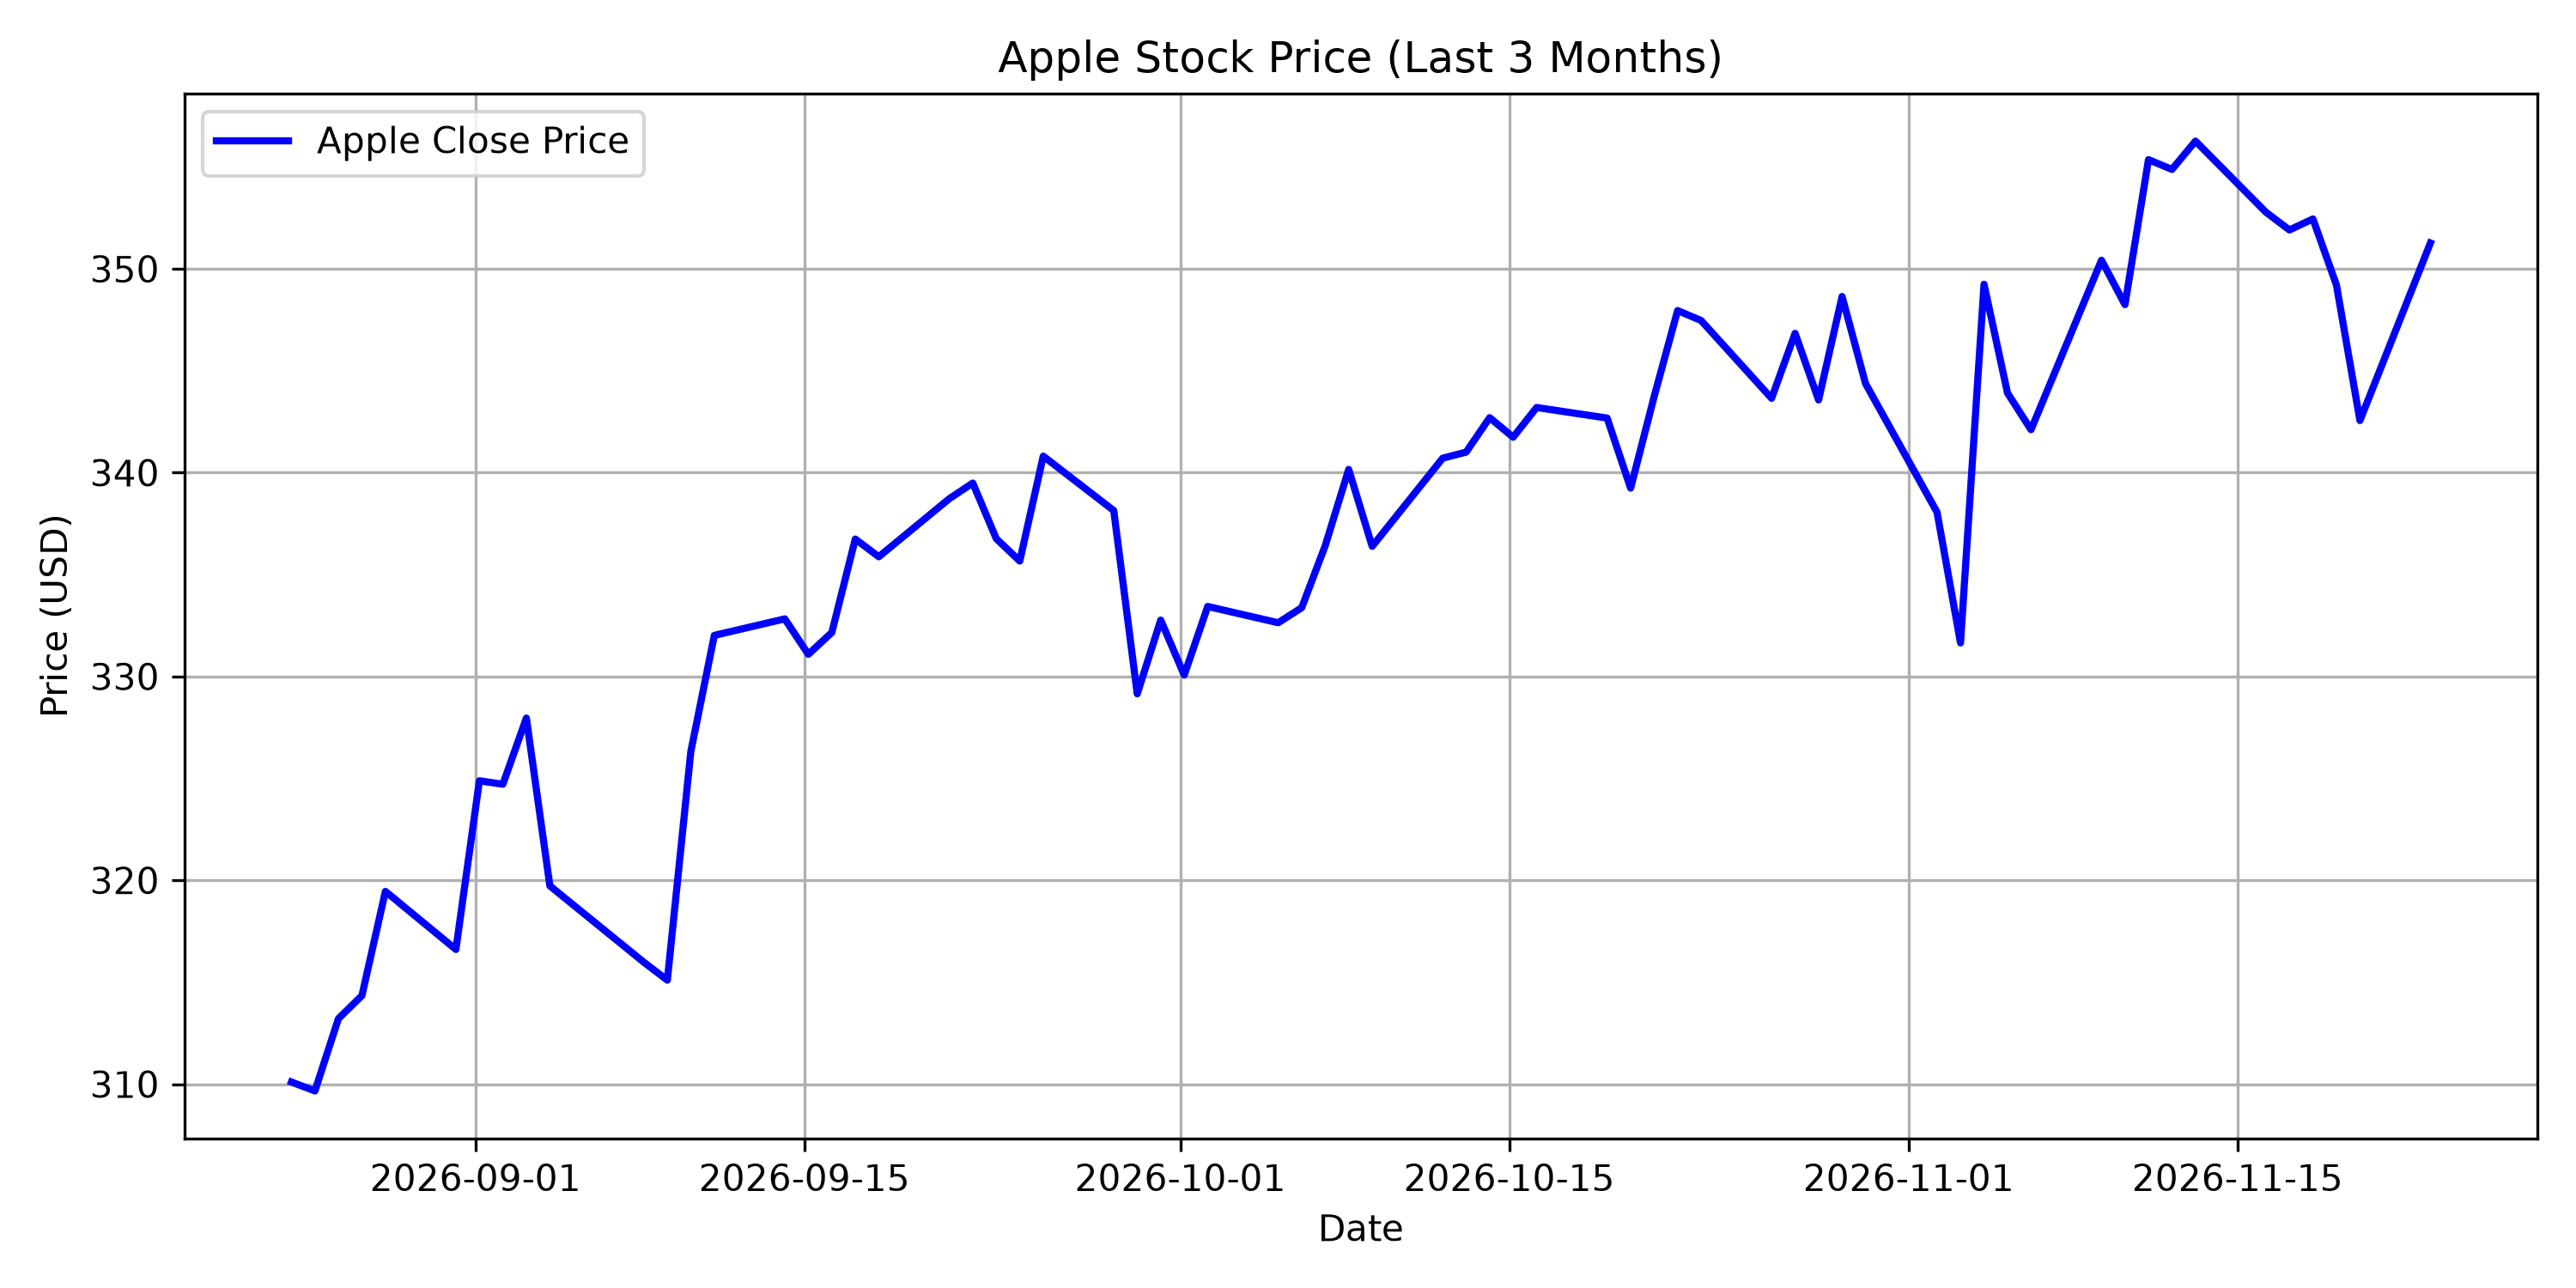 Apple Stock Price (Last 3 Months)
Apple Close Price
350
340
330
320
310
Price (USD)
2026-09-01
2026-09-15
2026-10-01
2026-10-15
2026-11-01
2026-11-15
Date